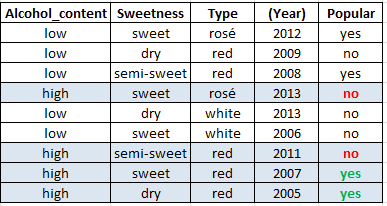 Alcohol_content Sweetness Type (Year) Popular
low sweet rosé 2012 yes
low dry red 2009 no
low semi-sweet red 2008 yes
high sweet rosé 2013 no
low dry white 2013 no
low sweet white 2006 no
high semi-sweet red 2011 no
high sweet red 2007 yes
high dry red 2005 yes